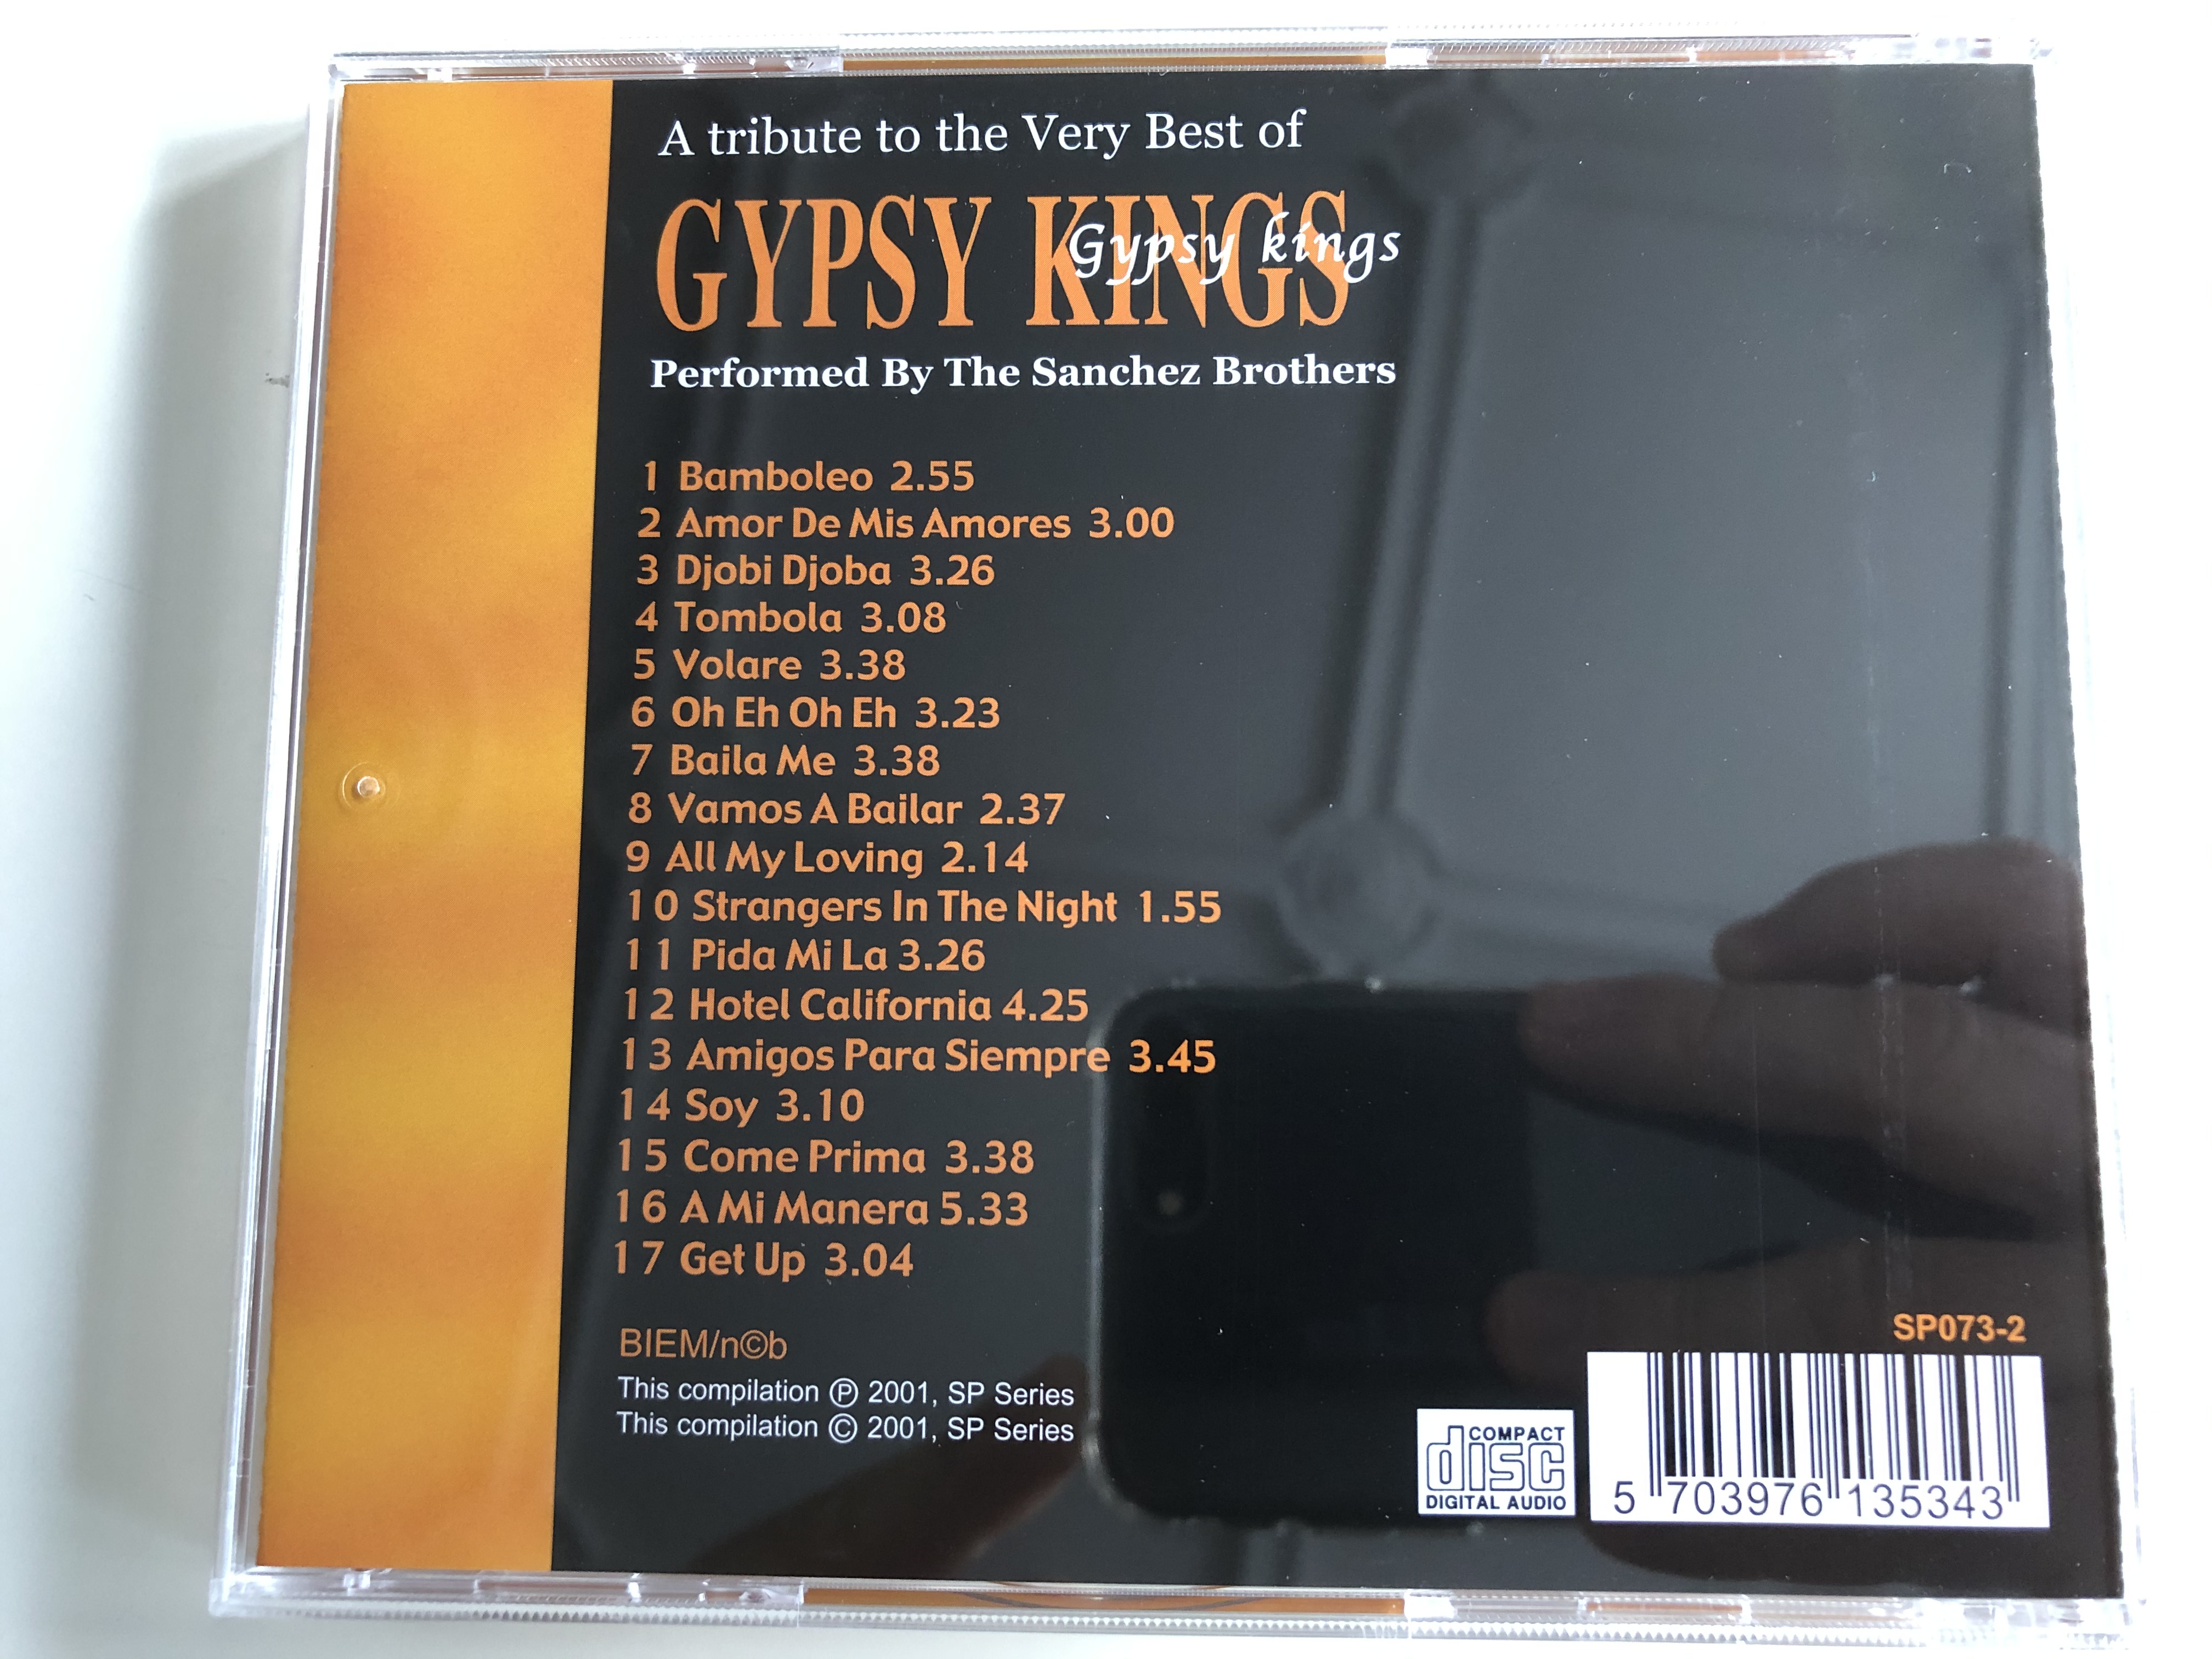 A tribute to the Very Best of
GYPSY KINGS
Gypsy kings
Performed By The Sanchez Brothers
1 Bamboleo 2.55
2 Amor De Mis Amores 3.00
3 Djobi Djoba 3.26
4 Tombola 3.08
5 Volare 3.38
6 Oh Eh Oh Eh 3.23
7 Baila Me 3.38
8 Vamos A Bailar 2.37
9 All My Loving 2.14
10 Strangers In The Night 1.55
11 Pida Mi La 3.26
12 Hotel California 4.25
13 Amigos Para Siempre 3.45
14 Soy 3.10
15 Come Prima 3.38
16 A Mi Manera 5.33
17 Get Up 3.04
BIEM/n©b
This compilation ℗ 2001, SP Series
This compilation © 2001, SP Series
SP073-2
COMPACT
disc
DIGITAL AUDIO
5 703976 135343